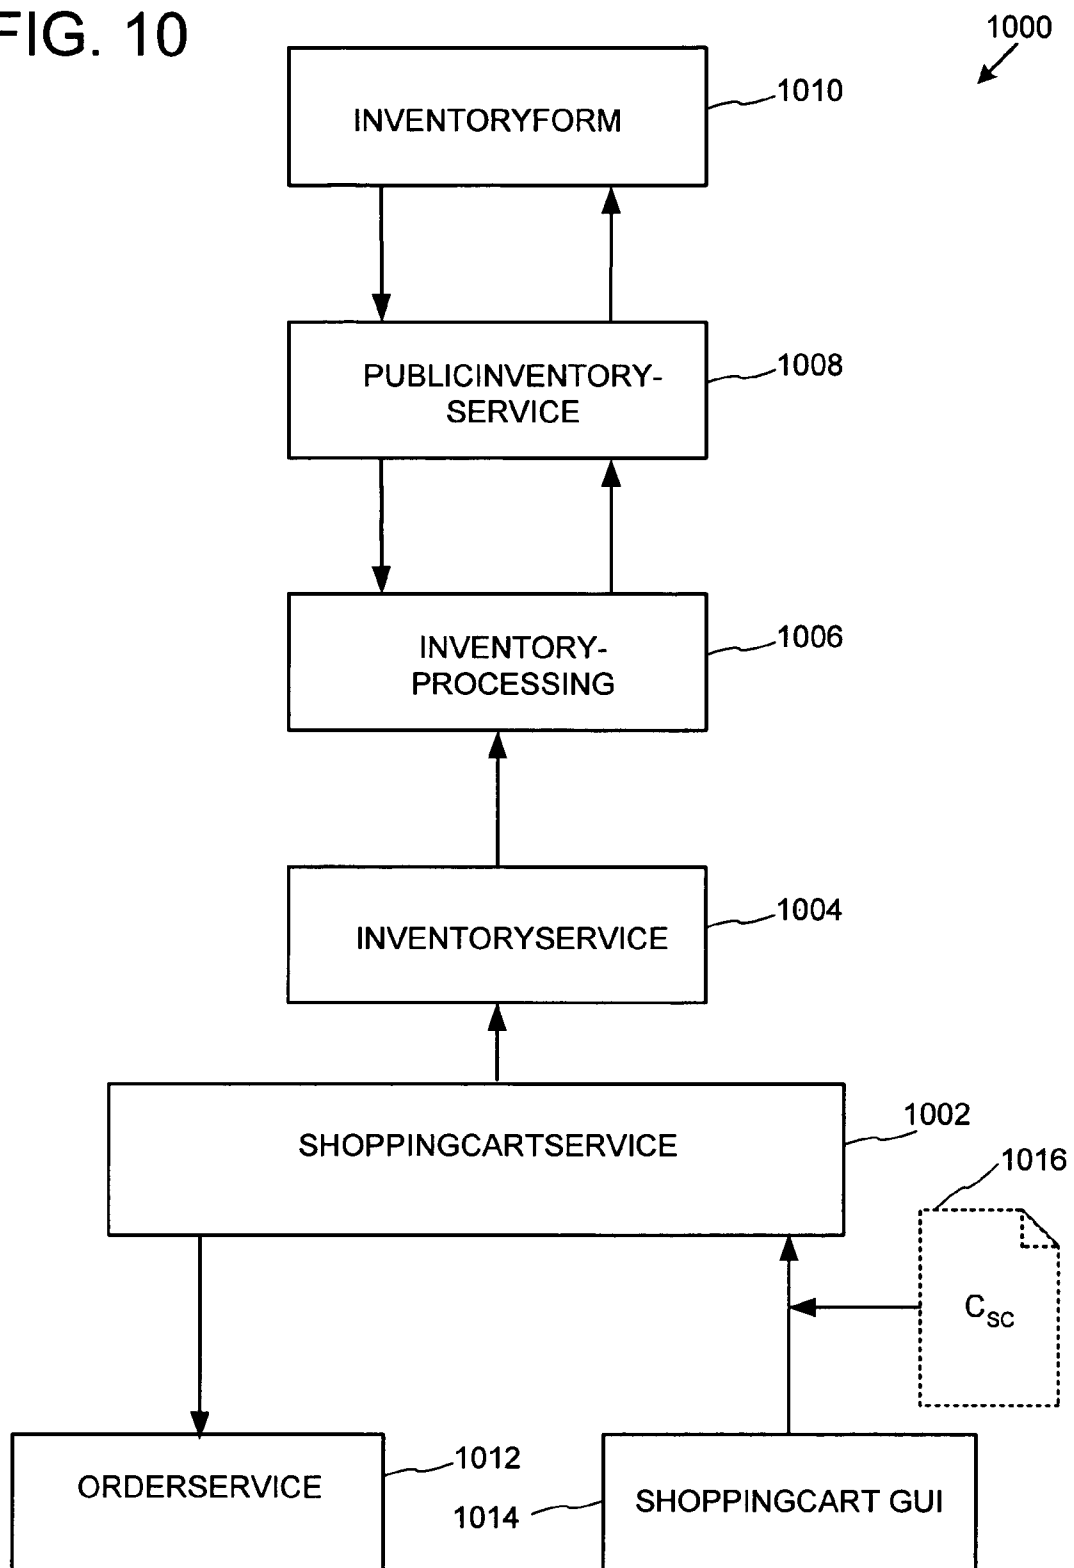 FIG. 10
1000
INVENTORYFORM
1010
PUBLICINVENTORY-
SERVICE
1008
INVENTORY-
PROCESSING
1006
INVENTORYSERVICE
1004
SHOPPINGCARTSERVICE
1002
1016
CSC
ORDERSERVICE
1012
1014
SHOPPINGCART GUI